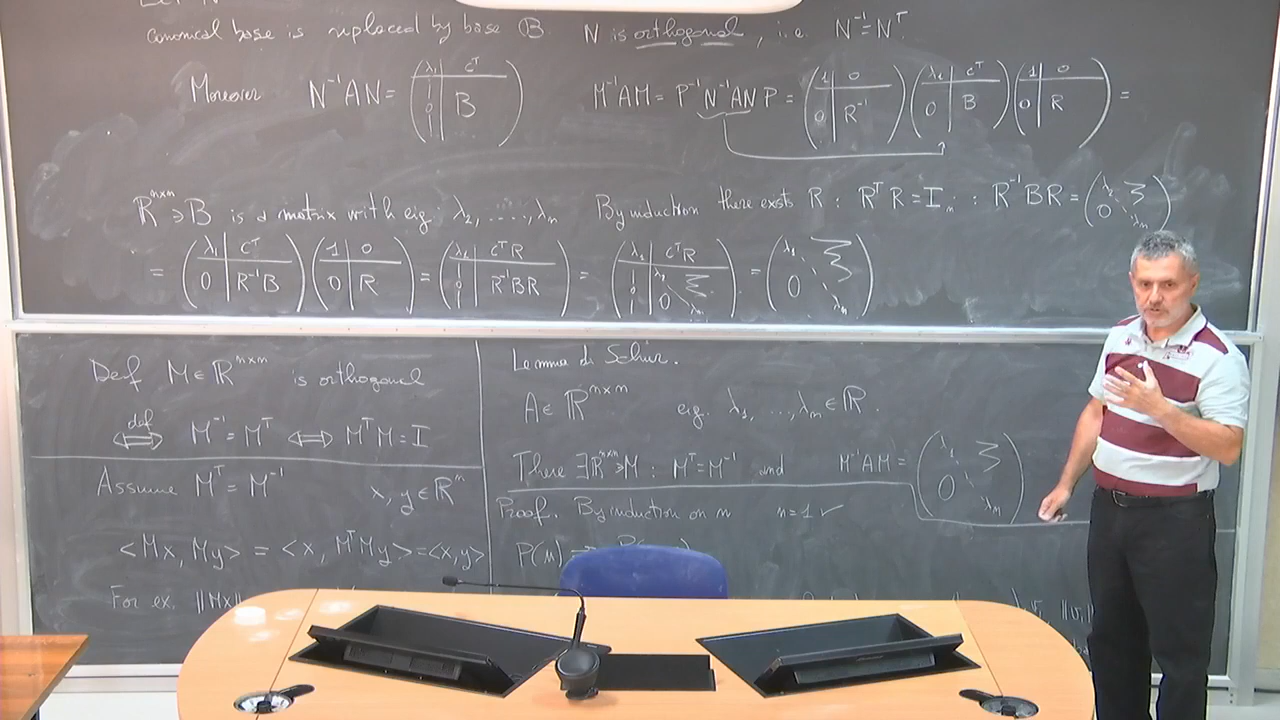 canonical base is replaced by base B. N is orthogonal, i.e. N⁻¹=Nᵀ.
Moreover N⁻¹AN = (λ₁ | cᵀ ; 0 | B) M⁻¹AM = P⁻¹N⁻¹AN P = (1 | 0 ; 0 | R⁻¹)(λ₁ | cᵀ ; 0 | B)(1 | 0 ; 0 | R) =
ℝⁿˣⁿ ∋ B is a matrix with eig. λ₂, ....., λₙ By induction there exists R : RᵀR = Iₙ : R⁻¹BR = (λ₂ Σ ; 0 λₙ)
= (λ₁ | cᵀ ; 0 | R⁻¹B)(1 | 0 ; 0 | R) = (λ₁ | cᵀR ; 0 | R⁻¹BR) = (λ₁ | cᵀR ; | λ₂ Σ ; 0 λₙ) = (λ₁ Σ ; 0 λₙ)
Def M∈ℝⁿˣⁿ is orthogonal
def ⟺ M⁻¹ = Mᵀ ⟺ MᵀM = I
Assume Mᵀ = M⁻¹ x, y ∈ ℝⁿ
<Mx, My> = <x, MᵀMy> = <x,y>
For ex. ‖Mx‖
Lemma di Schur.
A∈ ℝⁿˣⁿ eig. λ₁, ..., λₙ ∈ ℝ.
There ∃ ℝⁿˣⁿ ∋ M : Mᵀ = M⁻¹ and M⁻¹AM = (λ₁ Σ ; 0 λₙ)
Proof. By induction on n n=1 ✓